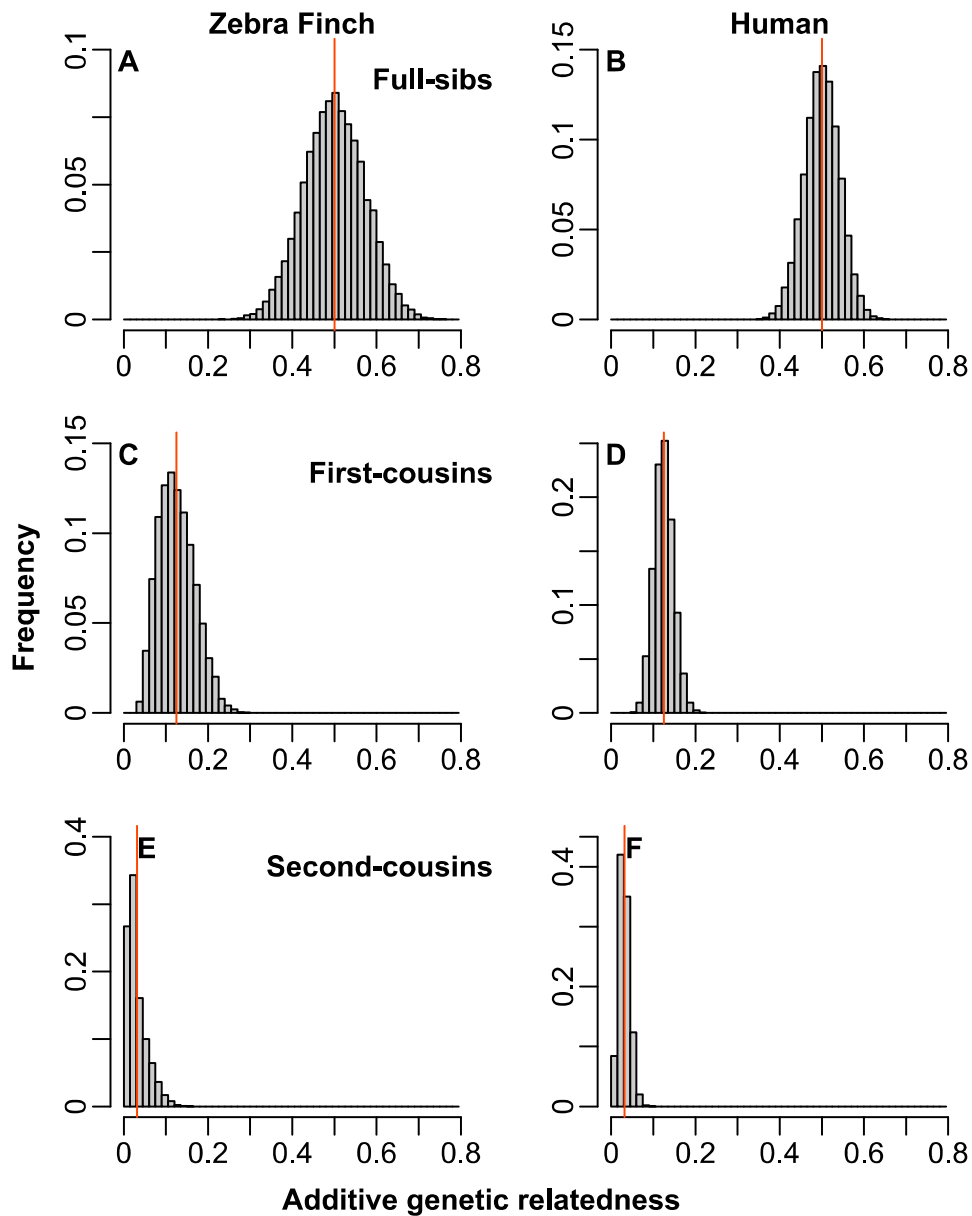 Zebra Finch
Human
A
Full-sibs
B
0 0.05 0.1
0 0.05 0.1 0.15
0 0.2 0.4 0.6 0.8
0 0.2 0.4 0.6 0.8
C
First-cousins
D
Frequency
0 0.05 0.1 0.15
0 0.1 0.2
0 0.2 0.4 0.6 0.8
0 0.2 0.4 0.6 0.8
E
Second-cousins
F
0 0.2 0.4
0 0.2 0.4
0 0.2 0.4 0.6 0.8
0 0.2 0.4 0.6 0.8
Additive genetic relatedness